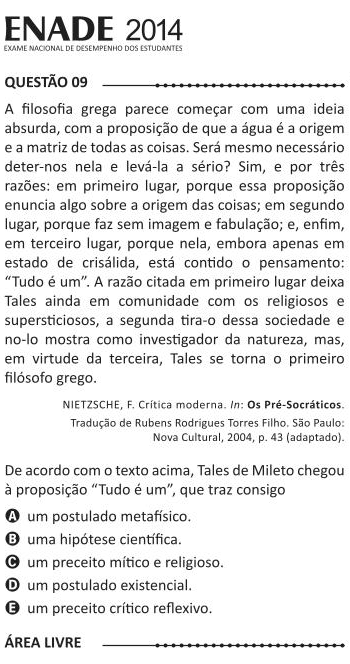 ENADE 2014
EXAME NACIONAL DE DESEMPENHO DOS ESTUDANTES
QUESTÃO 09
A filosofia grega parece começar com uma ideia
absurda, com a proposição de que a água é a origem
e a matriz de todas as coisas. Será mesmo necessário
deter-nos nela e levá-la a sério? Sim, e por três
razões: em primeiro lugar, porque essa proposição
enuncia algo sobre a origem das coisas; em segundo
lugar, porque faz sem imagem e fabulação; e, enfim,
em terceiro lugar, porque nela, embora apenas em
estado de crisálida, está contido o pensamento:
“Tudo é um”. A razão citada em primeiro lugar deixa
Tales ainda em comunidade com os religiosos e
supersticiosos, a segunda tira-o dessa sociedade e
no-lo mostra como investigador da natureza, mas,
em virtude da terceira, Tales se torna o primeiro
filósofo grego.
NIETZSCHE, F. Crítica moderna. In: Os Pré-Socráticos.
Tradução de Rubens Rodrigues Torres Filho. São Paulo:
Nova Cultural, 2004, p. 43 (adaptado).
De acordo com o texto acima, Tales de Mileto chegou
à proposição “Tudo é um”, que traz consigo
A um postulado metafísico.
B uma hipótese científica.
C um preceito mítico e religioso.
D um postulado existencial.
E um preceito crítico reflexivo.
ÁREA LIVRE